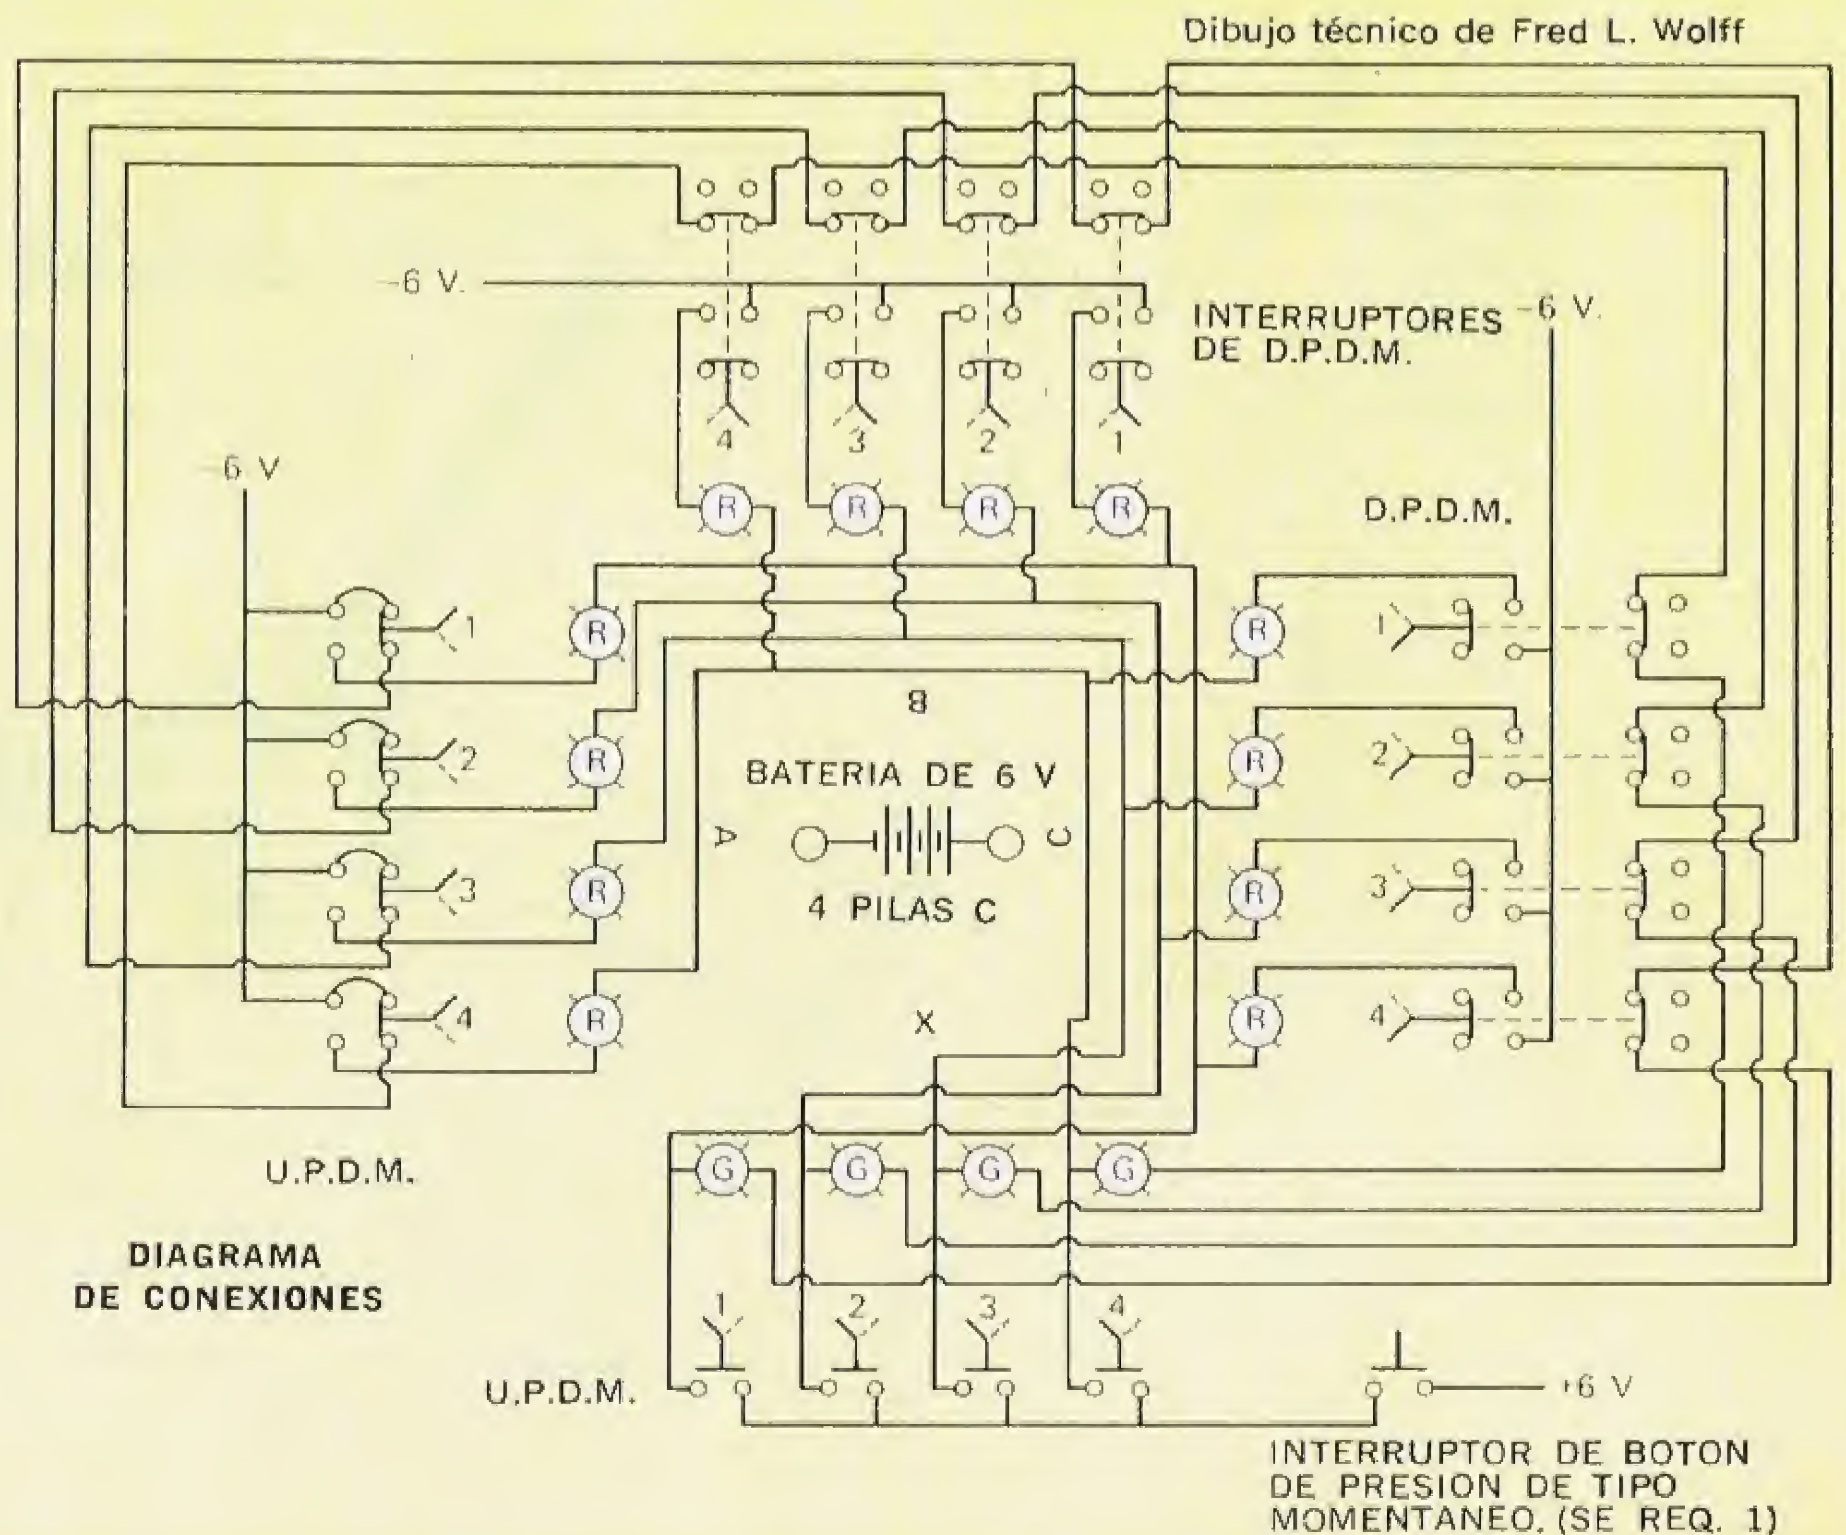 Dibujo técnico de Fred L. Wolff
-6 V.
INTERRUPTORES
DE D.P.D.M.
-6 V.
4 3 2 1
-6 V
R R R R
D.P.D.M.
1 R R 1
B
2 R R 2
BATERIA DE 6 V
A C
3 R R 3
4 PILAS C
4 R X R 4
U.P.D.M.
G G G G
DIAGRAMA
DE CONEXIONES
1 2 3 4
U.P.D.M.
+6 V
INTERRUPTOR DE BOTON
DE PRESION DE TIPO
MOMENTANEO. (SE REQ. 1)